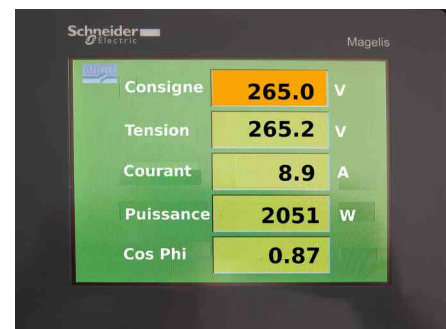 Schneider
Electric
Magelis
Consigne 265.0 V
Tension 265.2 V
Courant 8.9 A
Puissance 2051 W
Cos Phi 0.87